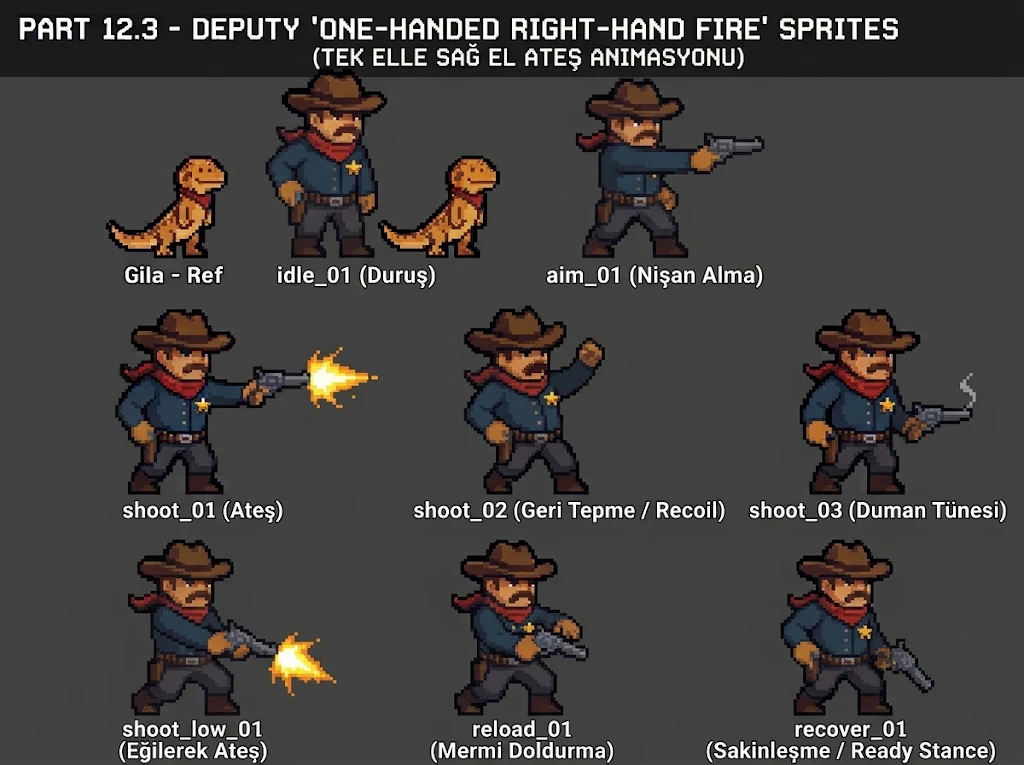 PART 12.3 - DEPUTY 'ONE-HANDED RIGHT-HAND FIRE' SPRITES
(TEK ELLE SAĞ EL ATEŞ ANIMASYONU)
Gila - Ref
idle_01 (Duruş)
aim_01 (Nişan Alma)
shoot_01 (Ateş)
shoot_02 (Geri Tepme / Recoil)
shoot_03 (Duman Tünesi)
shoot_low_01
(Eğilerek Ateş)
reload_01
(Mermi Doldurma)
recover_01
(Sakinleşme / Ready Stance)